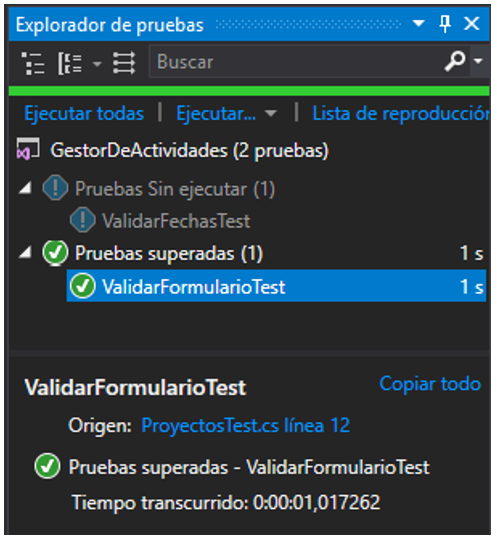 Explorador de pruebas
Buscar
Ejecutar todas | Ejecutar... | Lista de reproducción
GestorDeActividades (2 pruebas)
Pruebas Sin ejecutar (1)
ValidarFechasTest
Pruebas superadas (1) 1 s
ValidarFormularioTest 1 s
ValidarFormularioTest Copiar todo
Origen: ProyectosTest.cs línea 12
Pruebas superadas - ValidarFormularioTest
Tiempo transcurrido: 0:00:01,017262